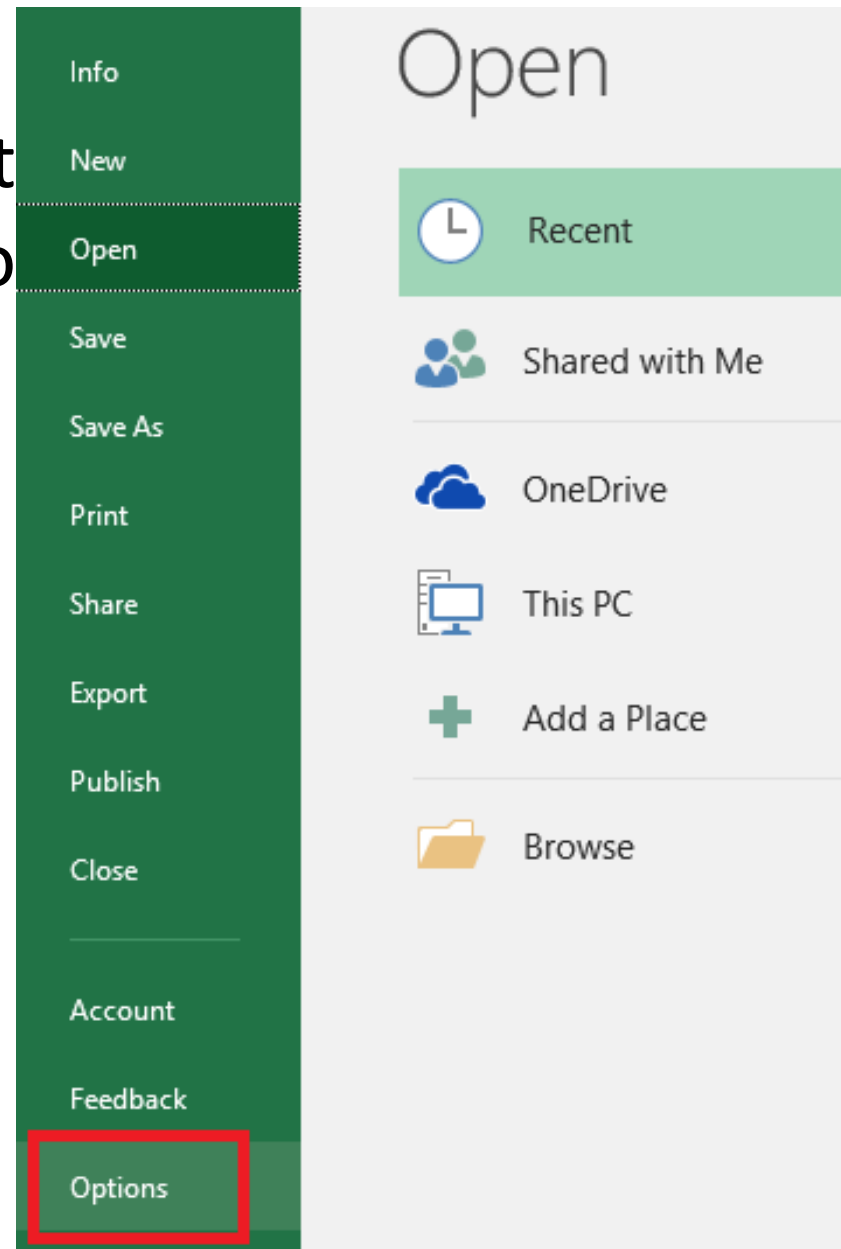 Info
New
Open
Save
Save As
Print
Share
Export
Publish
Close
Account
Feedback
Options
Open
Recent
Shared with Me
OneDrive
This PC
Add a Place
Browse